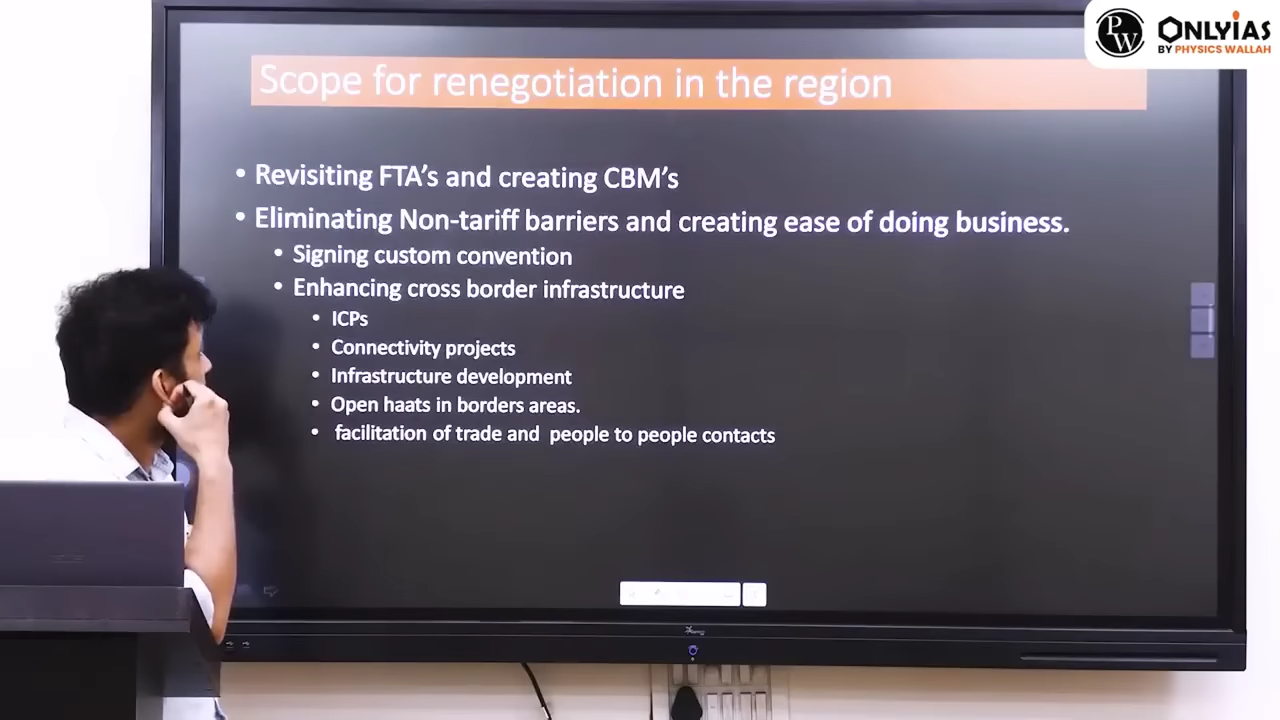 PW
ONLYIAS
BY PHYSICS WALLAH
Scope for renegotiation in the region
• Revisiting FTA's and creating CBM's
• Eliminating Non-tariff barriers and creating ease of doing business.
• Signing custom convention
• Enhancing cross border infrastructure
• ICPs
• Connectivity projects
• Infrastructure development
• Open haats in borders areas.
• facilitation of trade and people to people contacts